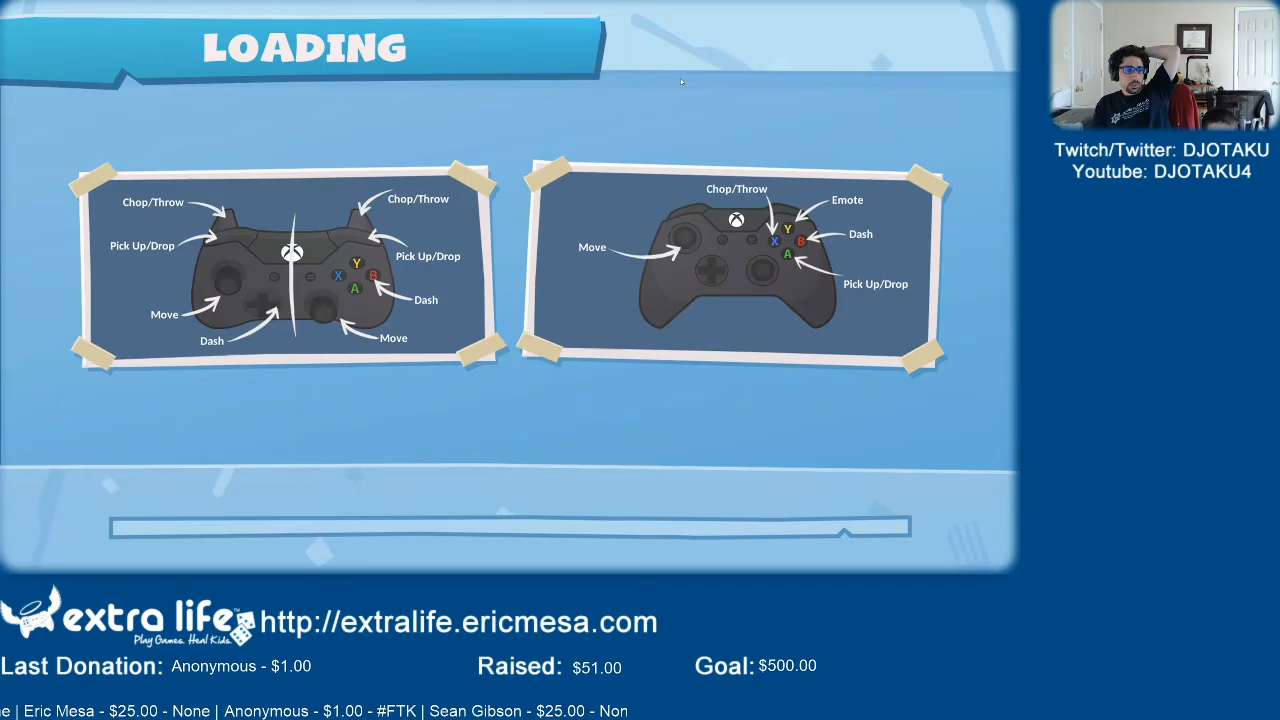 LOADING
Chop/Throw
Chop/Throw
Pick Up/Drop
Pick Up/Drop
Y
X
B
A
Dash
Move
Dash
Move
Chop/Throw
Emote
Y
Move
X
B
Dash
A
Pick Up/Drop
Twitch/Twitter: DJOTAKU
Youtube: DJOTAKU4
extra life™
Play Games. Heal Kids.
http://extralife.ericmesa.com
Last Donation: Anonymous - $1.00
Raised: $51.00
Goal: $500.00
e | Eric Mesa - $25.00 - None | Anonymous - $1.00 - #FTK | Sean Gibson - $25.00 - Non